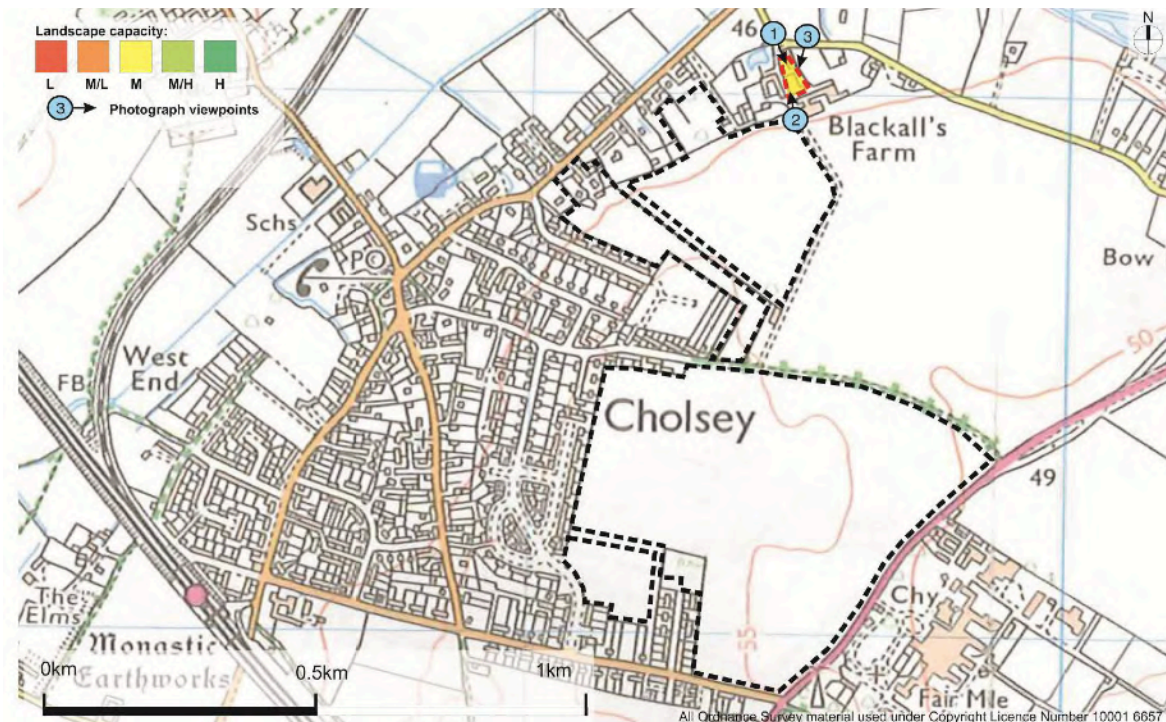 Landscape capacity:
L M/L M M/H H
3 Photograph viewpoints
N
46
1
3
2
Blackall's
Farm
Schs
PO
Bow
West
End
FB
50
Cholsey
49
The
Elms
Monastic
Earthworks
Chy
55
Fair Mile
0km 0.5km 1km
All Ordnance Survey material used under Copyright Licence Number 10001 6657